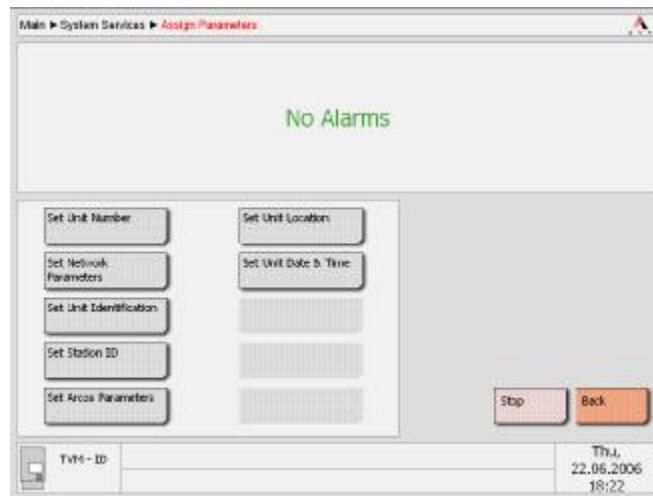 Main ▶ System Services ▶ Assign Parameters
No Alarms
Set Unit Number
Set Unit Location
Set Network
Parameters
Set Unit Date & Time
Set Unit Identification
Set Station ID
Set Arcos Parameters
Stop
Back
TVM - ID
Thu,
22.06.2006
18:22